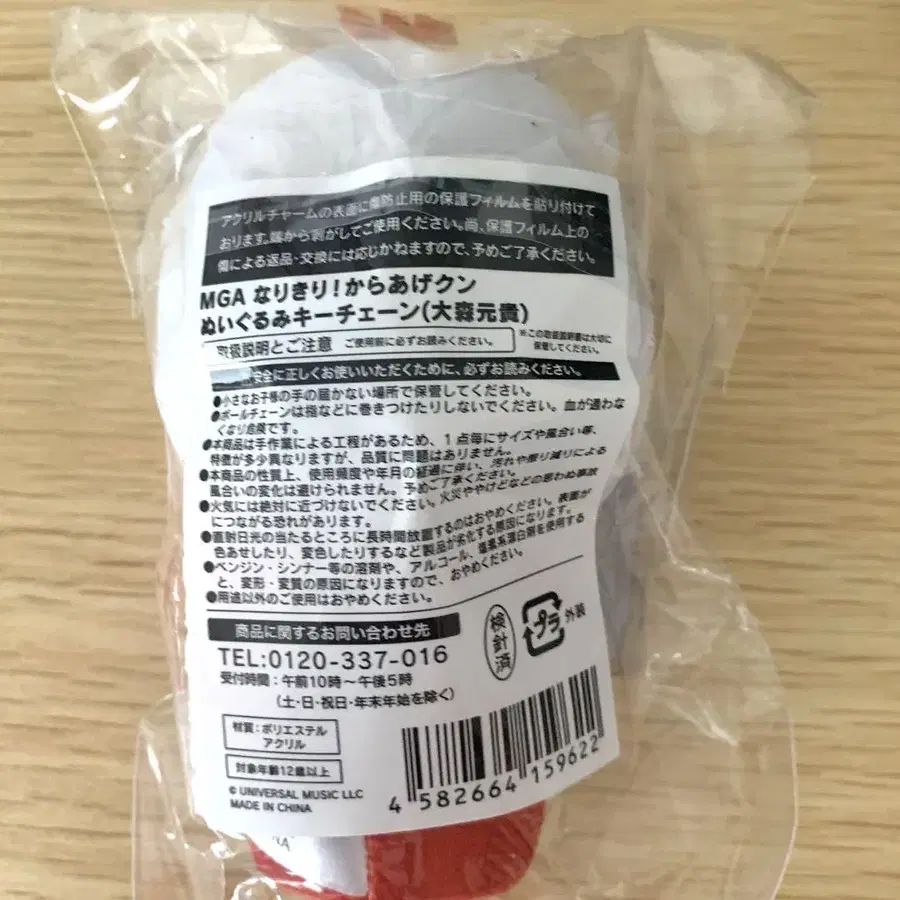 アクリルチャームの表面に傷防止用の保護フィルムを貼り付けて
おります。端から剥がしてご使用ください。尚、保護フィルム上の
傷による返品・交換には応じかねますので、予めご了承ください。
MGA なりきり！からあげクン
ぬいぐるみキーチェーン(大森元貴)
取扱説明とご注意 ご使用前に必ずお読みください。
※この取扱説明書は大切に
保管してください。
安全に正しくお使いいただくために、必ずお読みください。
●小さなお子様の手の届かない場所で保管してください。
●ボールチェーンは指などに巻きつけたりしないでください。血が通わな
くなり危険です。
●本商品は手作業による工程があるため、1点毎にサイズや風合い等、
特徴が多少異なりますが、品質に問題はありません。
●本商品の性質上、使用頻度や年月の経過に伴い、汚れや擦り減りによる
風合いの変化は避けられません。予めご了承ください。
●火気には絶対に近づけないでください。火災ややけどなどの思わぬ事故
につながる恐れがあります。
●直射日光の当たるところに長時間放置するのはおやめください。表面が
色あせしたり、変色したりするなど製品が劣化する原因になります。
●ベンジン・シンナー等の溶剤や、アルコール、塩素系漂白剤を使用する
と、変形・変質の原因になりますので、おやめください。
●用途以外のご使用はおやめください。
商品に関するお問い合わせ先
TEL:0120-337-016
受付時間：午前10時～午後5時
(土・日・祝日・年末年始を除く)
検針済
プラ
外装
材質：ポリエステル
アクリル
対象年齢12歳以上
© UNIVERSAL MUSIC LLC
MADE IN CHINA
4 582664 159622